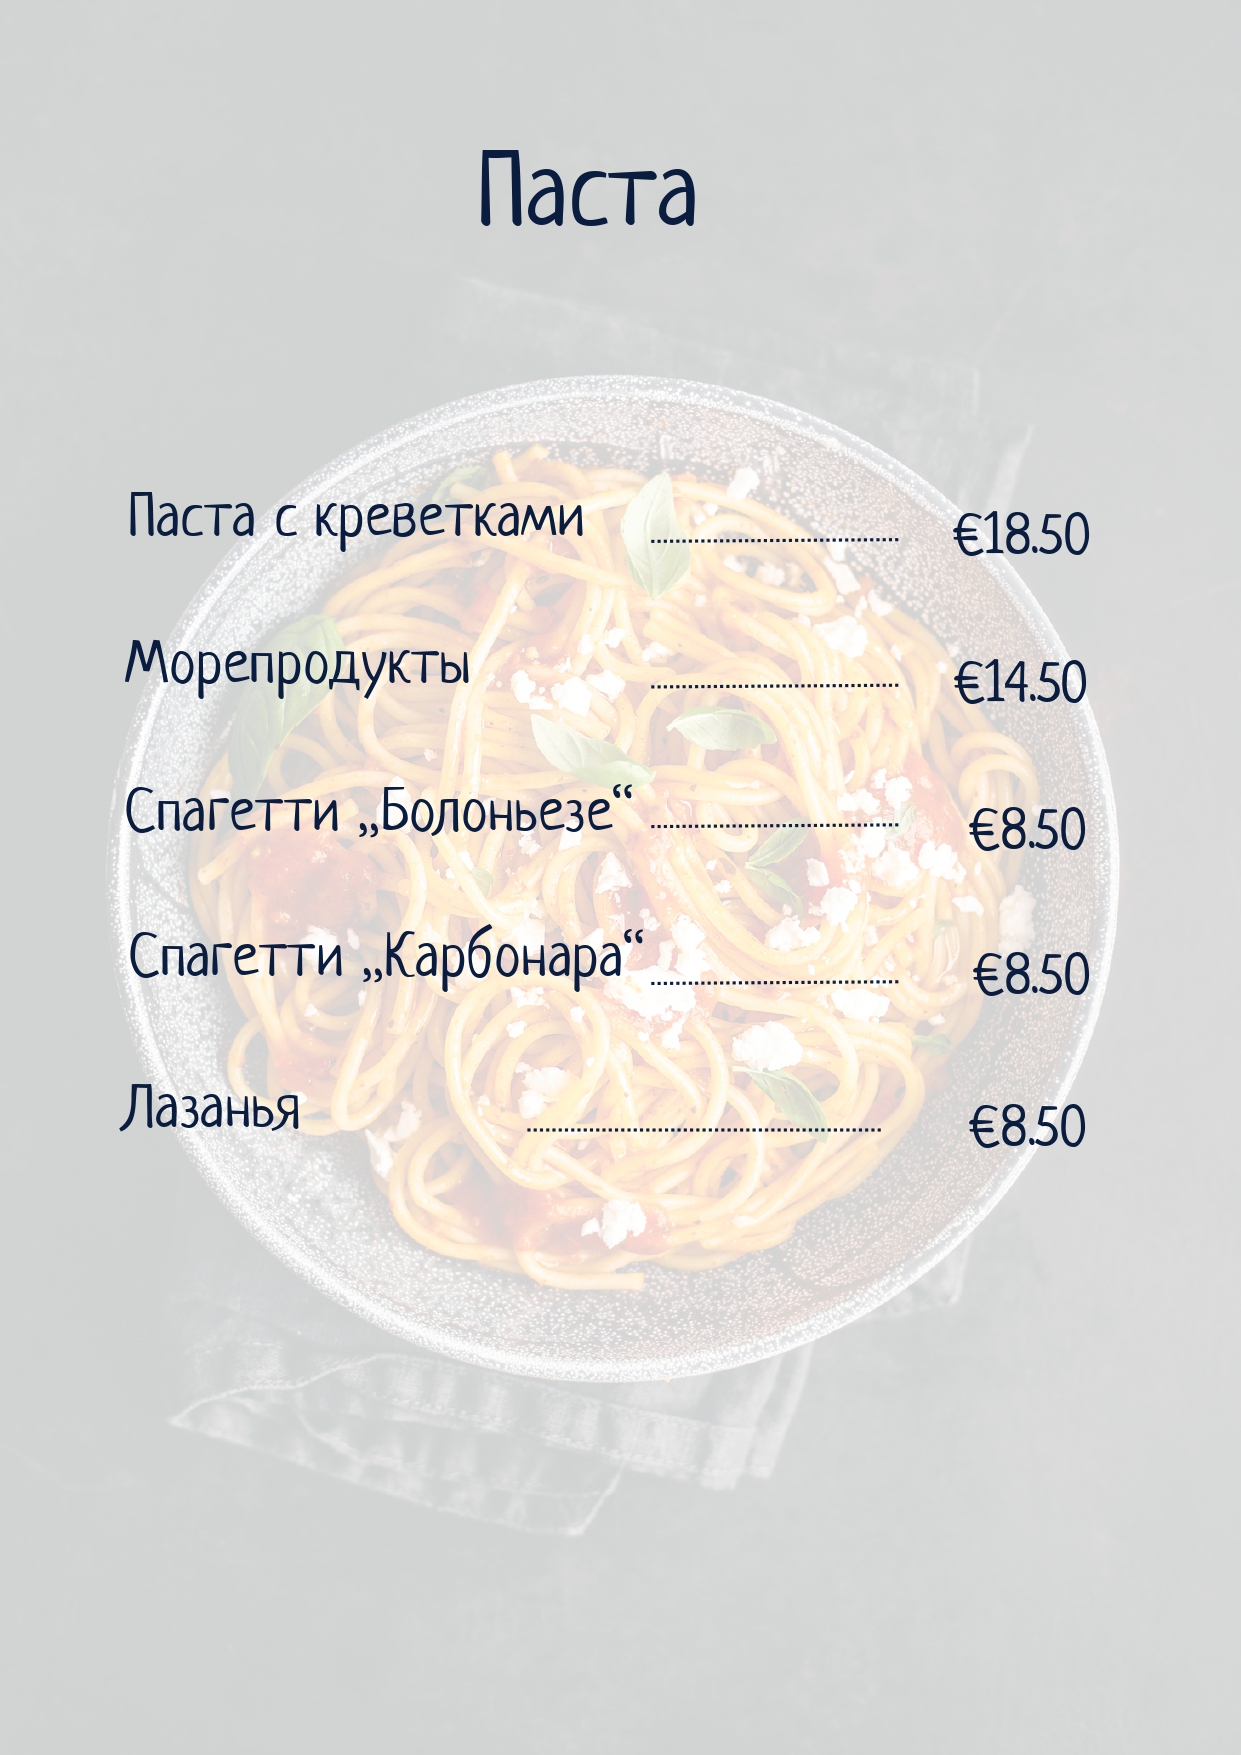 Паста
Паста с креветками ........................................ €18.50
Морепродукты ........................................ €14.50
Спагетти „Болоньезе“ ........................................ €8.50
Спагетти „Карбонара“ ........................................ €8.50
Лазанья ........................................ €8.50